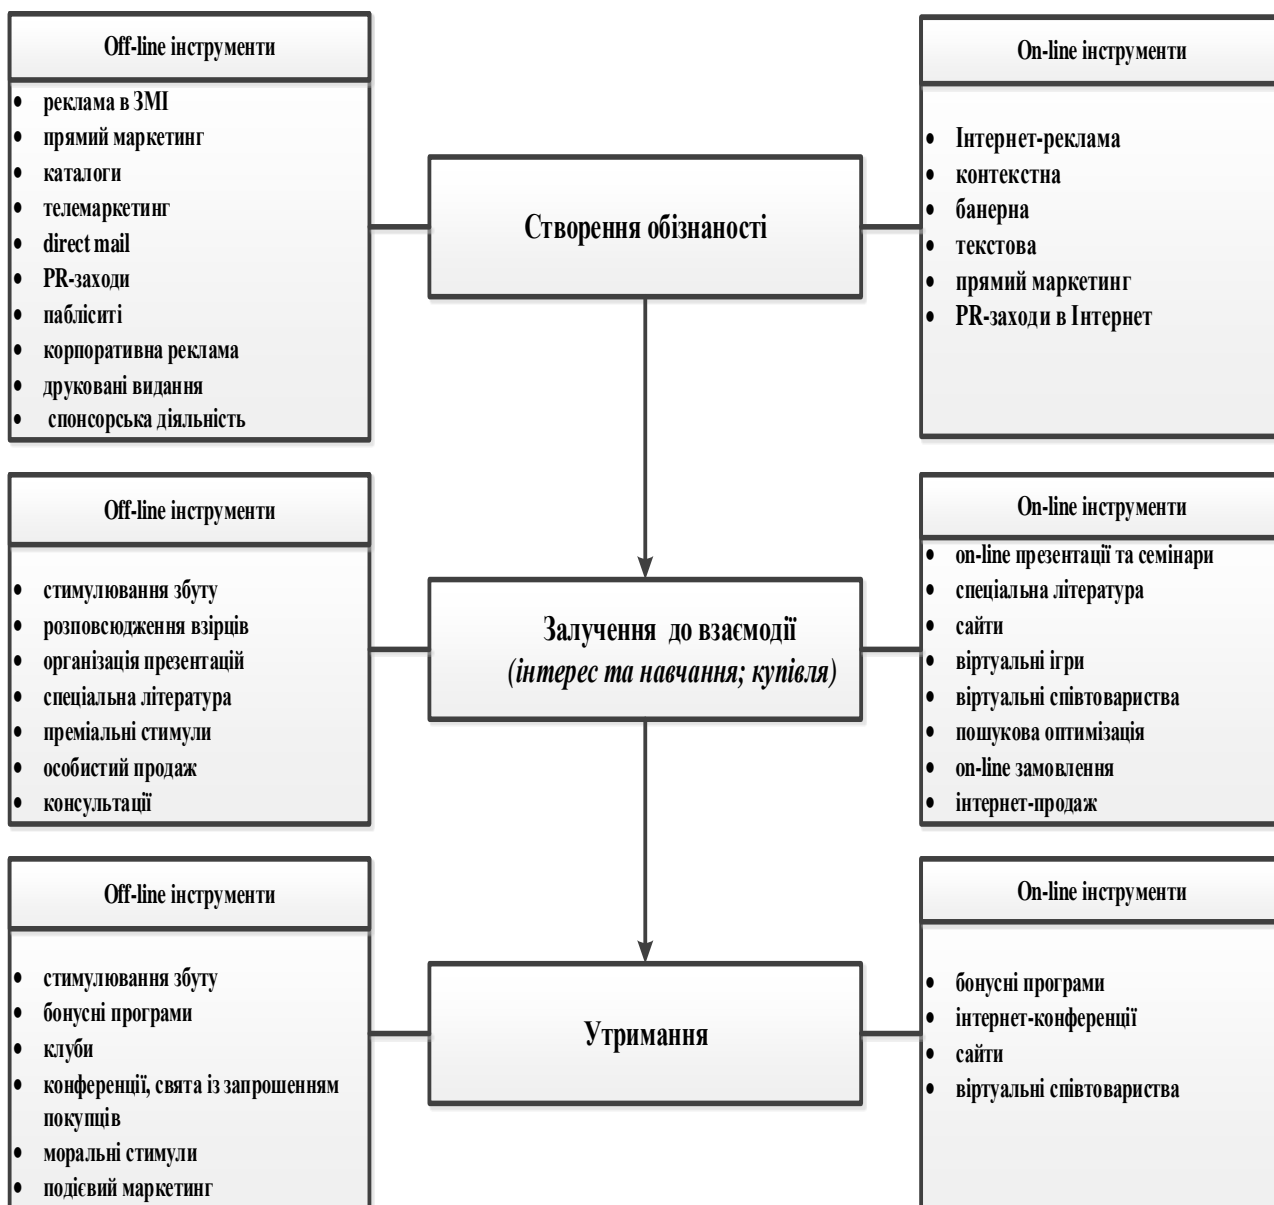 Off-line інструменти
• реклама в ЗМІ
• прямий маркетинг
• каталоги
• телемаркетинг
• direct mail
• PR-заходи
• пабліситі
• корпоративна реклама
• друковані видання
• спонсорська діяльність
Створення обізнаності
On-line інструменти
• Інтернет-реклама
• контекстна
• банерна
• текстова
• прямий маркетинг
• PR-заходи в Інтернет
Off-line інструменти
• стимулювання збуту
• розповсюдження взірців
• організація презентацій
• спеціальна література
• преміальні стимули
• особистий продаж
• консультації
Залучення до взаємодії
(інтерес та навчання; купівля)
On-line інструменти
• on-line презентації та семінари
• спеціальна література
• сайти
• віртуальні ігри
• віртуальні співтовариства
• пошукова оптимізація
• on-line замовлення
• інтернет-продаж
Off-line інструменти
• стимулювання збуту
• бонусні програми
• клуби
• конференції, свята із запрошенням
покупців
• моральні стимули
• подієвий маркетинг
Утримання
On-line інструменти
• бонусні програми
• інтернет-конференції
• сайти
• віртуальні співтовариства